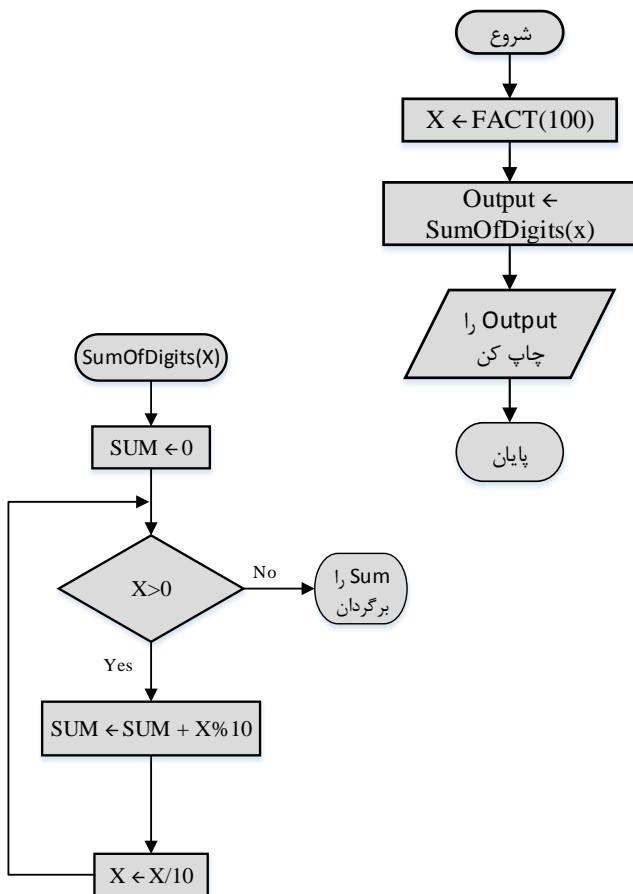 شروع
X ← FACT(100)
Output ←
SumOfDigits(x)
Output را
چاپ کن
پایان
SumOfDigits(X)
SUM ← 0
X>0
No
Sum را
برگردان
Yes
SUM ← SUM + X%10
X ← X/10